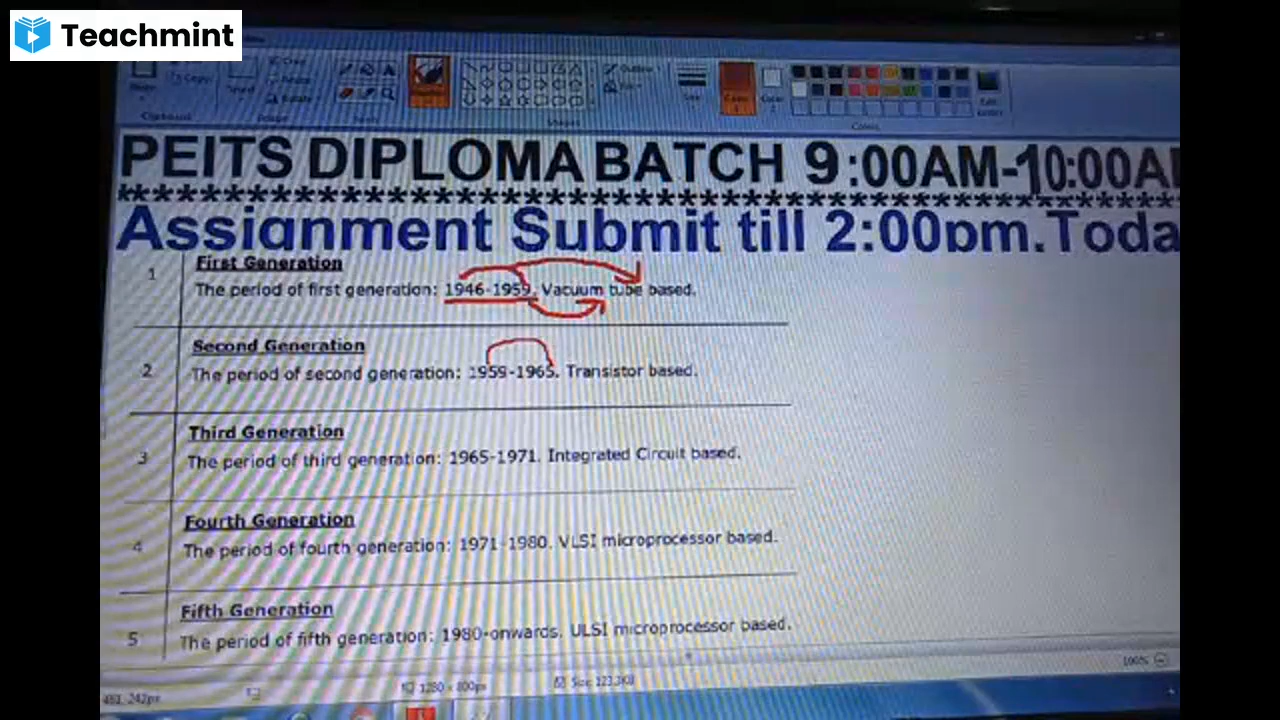 Teachmint
PEITS DIPLOMA BATCH 9:00AM-10:00A
Assignment Submit till 2:00pm.Toda
1
First Generation
The period of first generation: 1946-1959. Vacuum tube based.
2
Second Generation
The period of second generation: 1959-1965. Transistor based.
3
Third Generation
The period of third generation: 1965-1971. Integrated Circuit based.
4
Fourth Generation
The period of fourth generation: 1971-1980. VLSI microprocessor based.
5
Fifth Generation
The period of fifth generation: 1980-onwards. ULSI microprocessor based.
100%
1280 × 800px